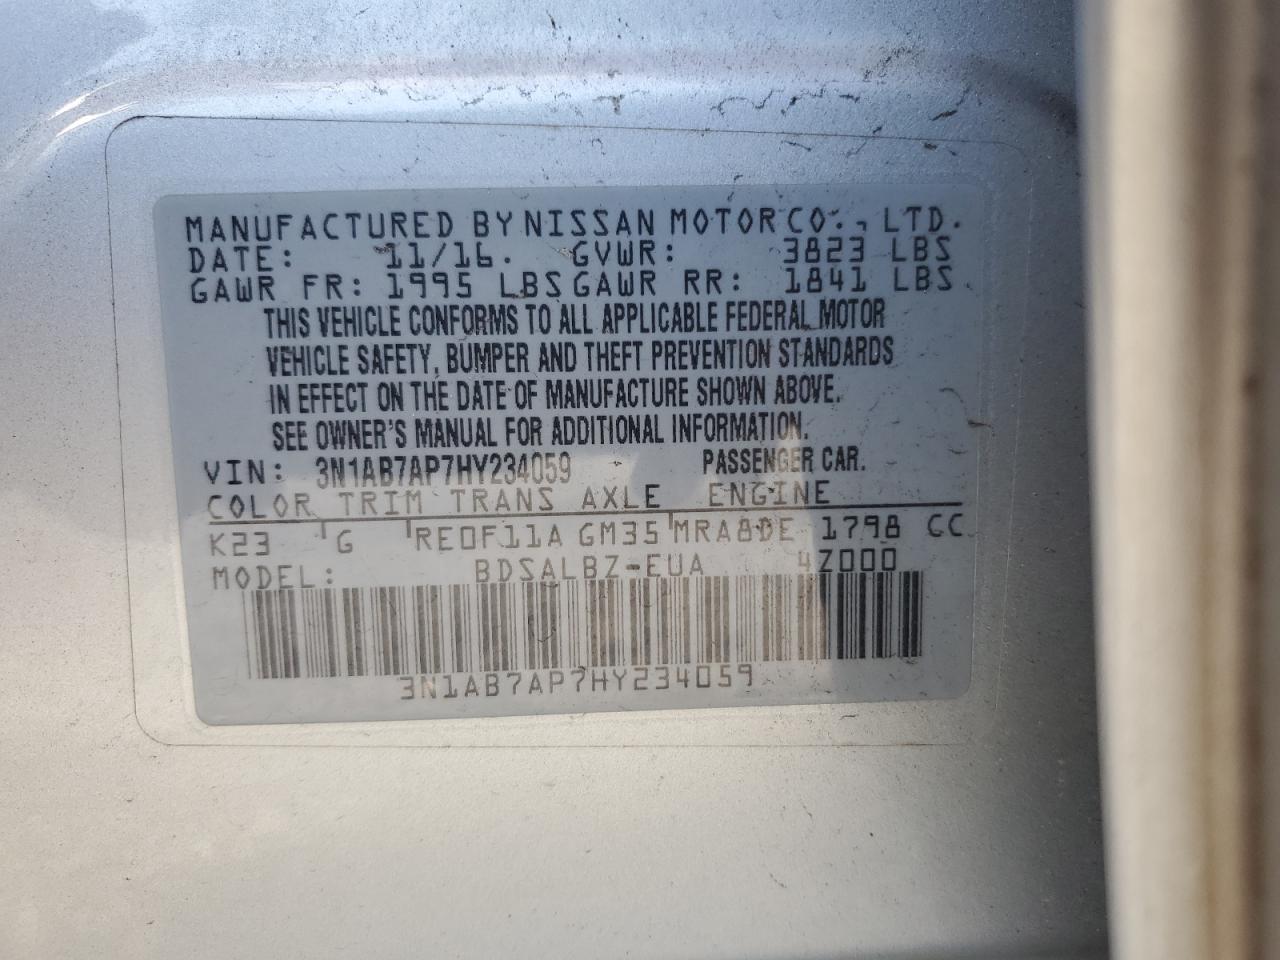 MANUFACTURED BY NISSAN MOTOR CO., LTD.
DATE: 11/16. GVWR: 3823 LBS
GAWR FR: 1995 LBS GAWR RR: 1841 LBS
THIS VEHICLE CONFORMS TO ALL APPLICABLE FEDERAL MOTOR
VEHICLE SAFETY, BUMPER AND THEFT PREVENTION STANDARDS
IN EFFECT ON THE DATE OF MANUFACTURE SHOWN ABOVE.
SEE OWNER'S MANUAL FOR ADDITIONAL INFORMATION.
VIN: 3N1AB7AP7HY234059 PASSENGER CAR.
COLOR TRIM TRANS AXLE ENGINE
K23 G RE0F11A GM35 MRA8DE 1798 CC
MODEL: BDSALBZ-EUA 4Z000
3N1AB7AP7HY234059